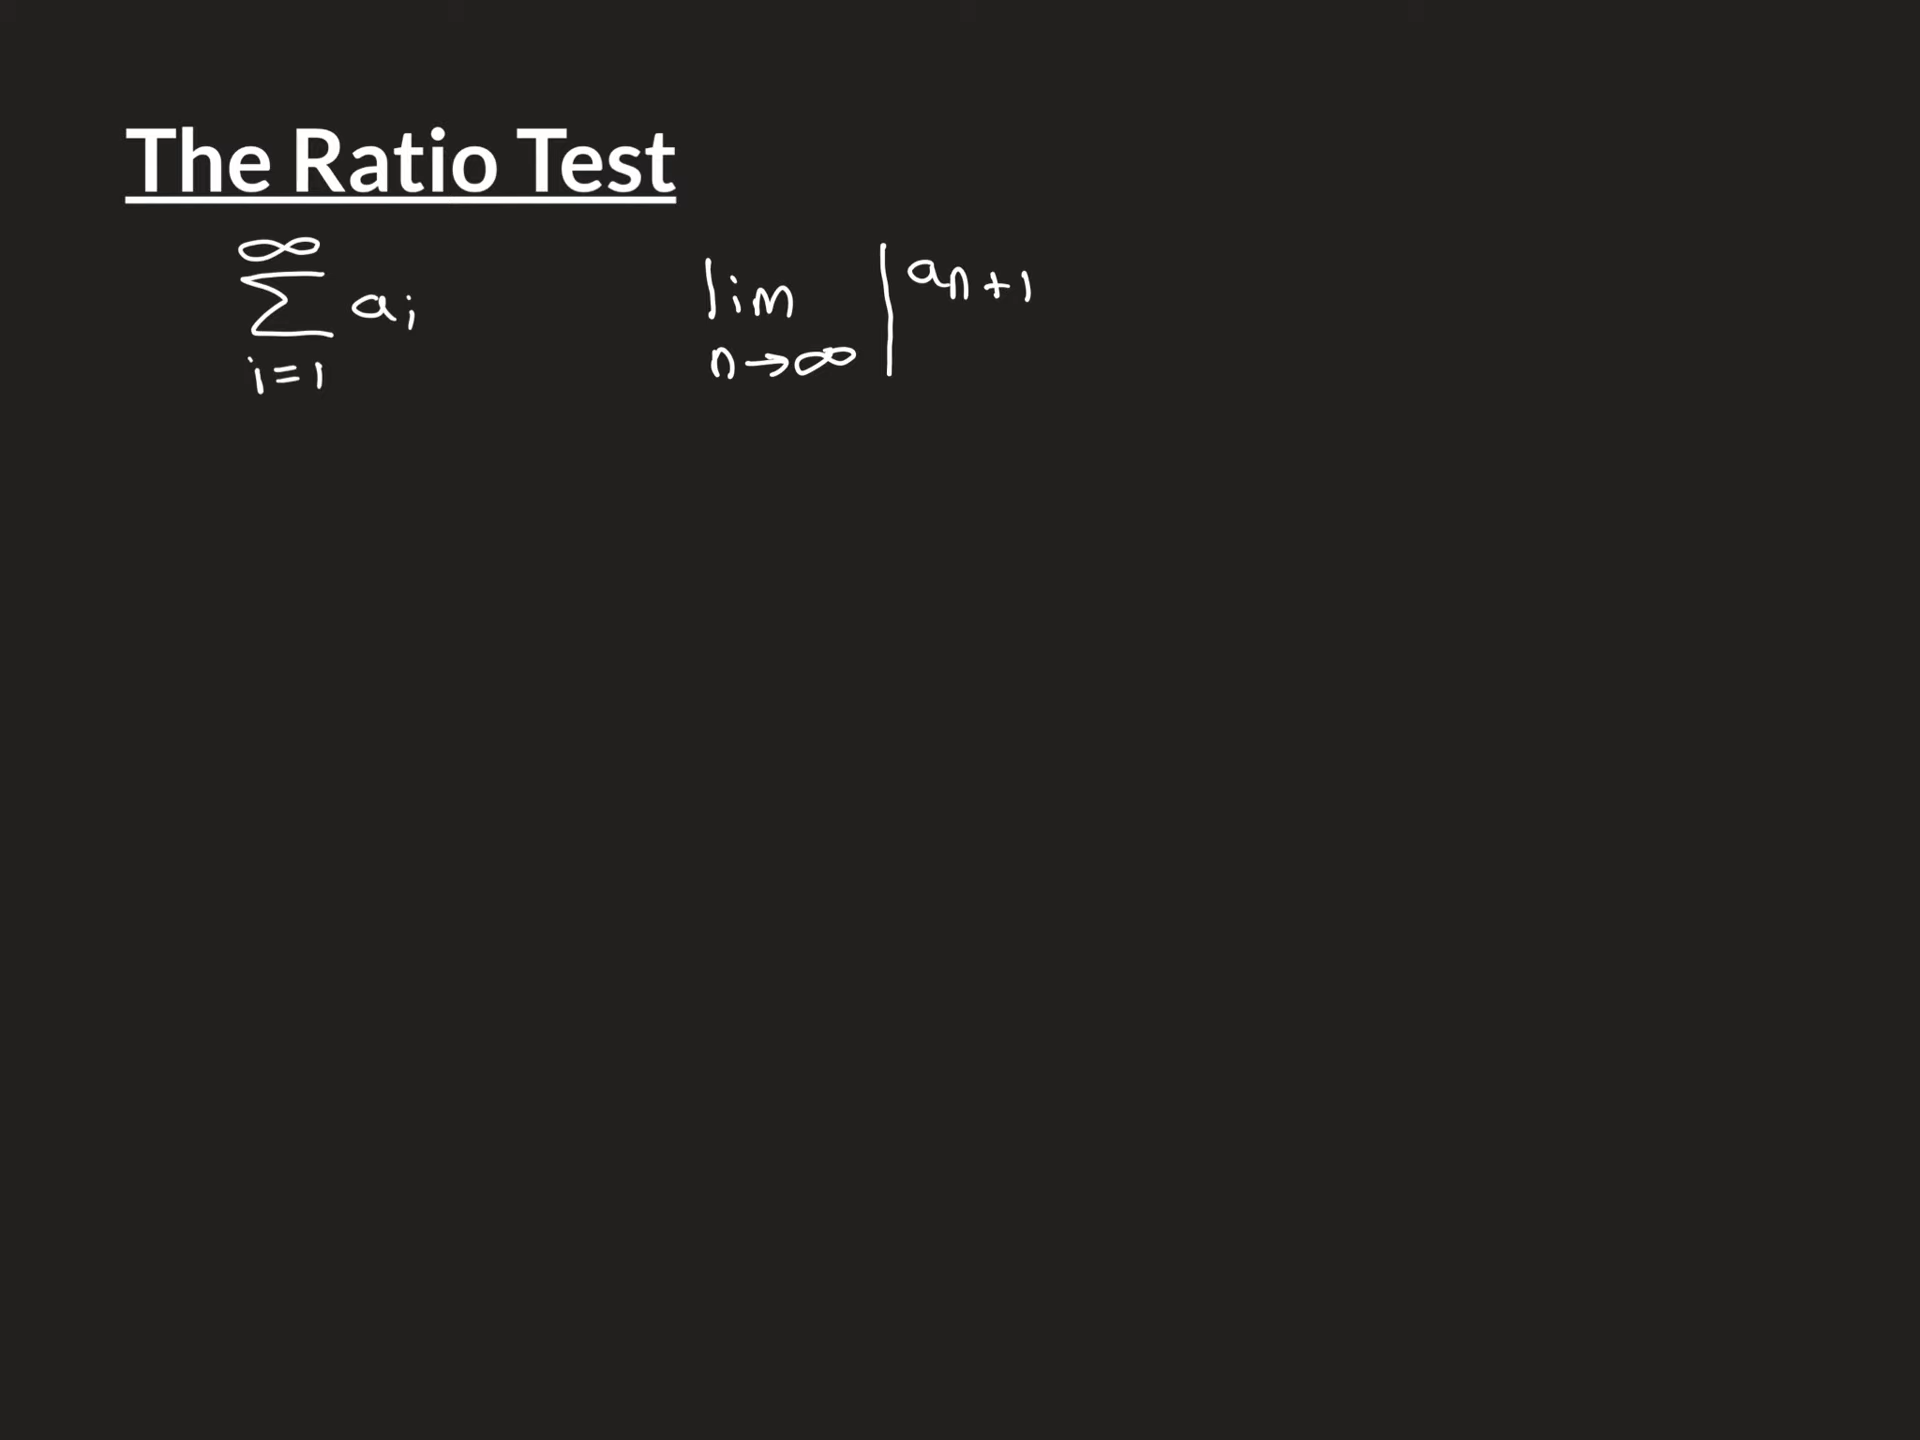 The Ratio Test
∞
∑ aᵢ lim | aₙ₊₁
i=1 n→∞